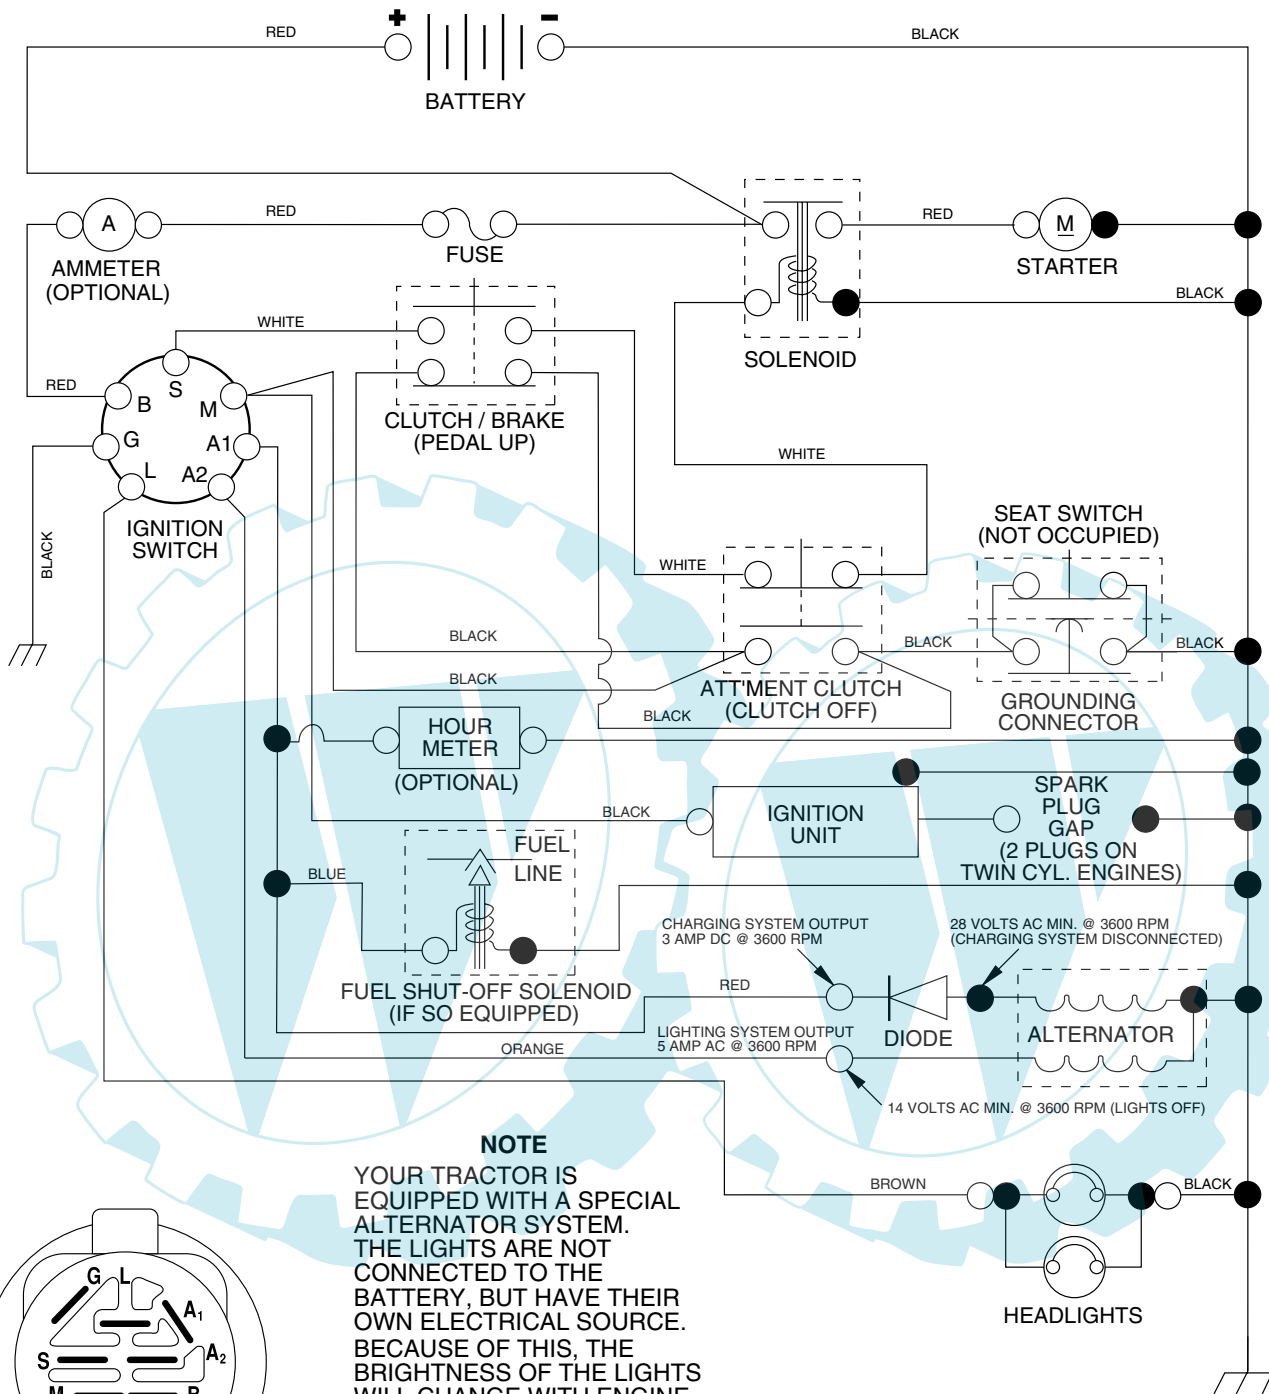 + −
RED
BLACK
BATTERY
A
RED
FUSE
RED
M
AMMETER
(OPTIONAL)
STARTER
BLACK
WHITE
SOLENOID
RED
B
S
M
G
A1
L
A2
CLUTCH / BRAKE
(PEDAL UP)
WHITE
IGNITION
SWITCH
BLACK
SEAT SWITCH
(NOT OCCUPIED)
WHITE
BLACK
BLACK
BLACK
BLACK
ATT'MENT CLUTCH
(CLUTCH OFF)
BLACK
GROUNDING
CONNECTOR
HOUR
METER
(OPTIONAL)
BLACK
IGNITION
UNIT
SPARK
PLUG
GAP
(2 PLUGS ON
TWIN CYL. ENGINES)
FUEL
LINE
BLUE
CHARGING SYSTEM OUTPUT
3 AMP DC @ 3600 RPM
28 VOLTS AC MIN. @ 3600 RPM
(CHARGING SYSTEM DISCONNECTED)
FUEL SHUT-OFF SOLENOID
(IF SO EQUIPPED)
RED
DIODE
ALTERNATOR
LIGHTING SYSTEM OUTPUT
5 AMP AC @ 3600 RPM
ORANGE
14 VOLTS AC MIN. @ 3600 RPM (LIGHTS OFF)
NOTE
YOUR TRACTOR IS
EQUIPPED WITH A SPECIAL
ALTERNATOR SYSTEM.
THE LIGHTS ARE NOT
CONNECTED TO THE
BATTERY, BUT HAVE THEIR
OWN ELECTRICAL SOURCE.
BECAUSE OF THIS, THE
BRIGHTNESS OF THE LIGHTS
WILL CHANGE WITH ENGINE
BROWN
BLACK
HEADLIGHTS
G
L
A1
A2
S
M
B